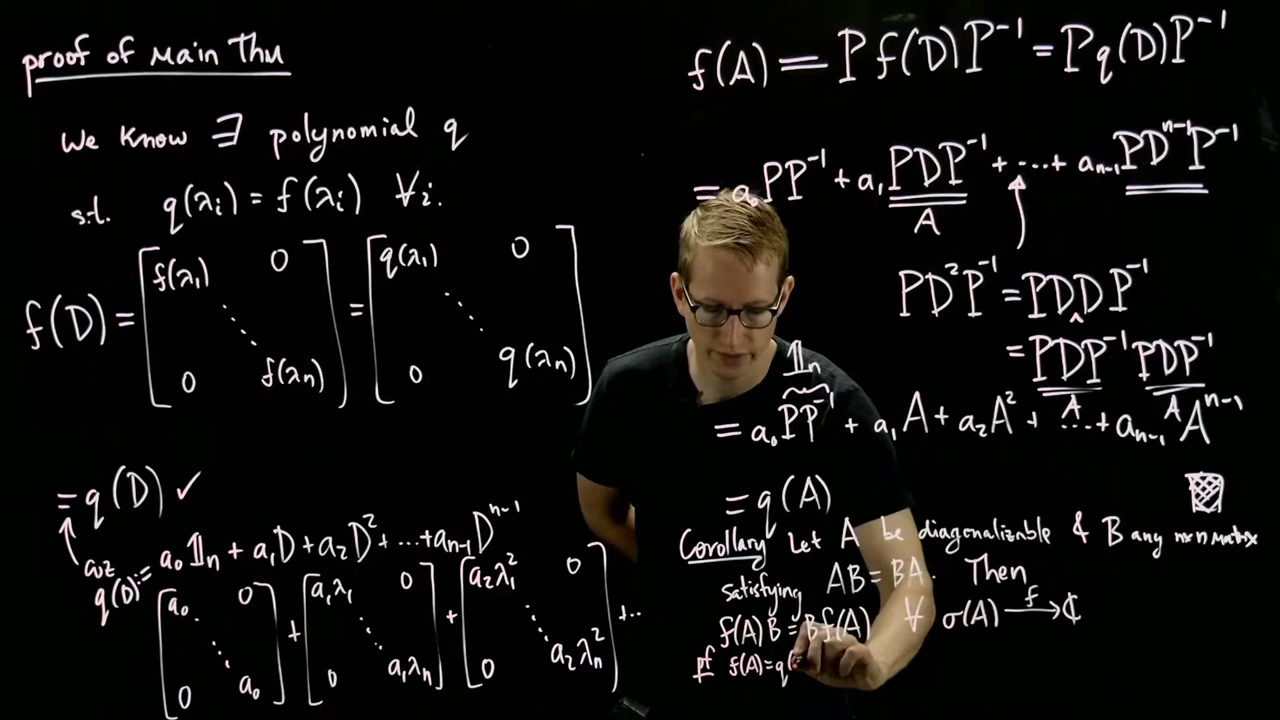 proof of Main Thm
We Know ∃ polynomial q
s.t. q(λi) = f(λi) ∀i.
f(D) = [ f(λ1) 0 ⋱ 0 f(λn) ] = [ q(λ1) 0 ⋱ 0 q(λn) ]
= q(D) ✓
q(D) = a0 𝟙n + a1D + a2D² + ... + an-1D^n-1
[ a0 0 ⋱ 0 a0 ] + [ a1λ1 0 ⋱ 0 a1λn ] + [ a2λ1² 0 ⋱ 0 a2λn² ] + ...
f(A) = P f(D) P⁻¹ = P q(D) P⁻¹
= a0 PP⁻¹ + a1 PDP⁻¹ + ... + an-1 PD^n-1 P⁻¹
A
PD²P⁻¹ = PDDP⁻¹
= PDP⁻¹ PDP⁻¹
A A
𝟙n
= a0 PP⁻¹ + a1 A + a2A² + ... + an-1 A^n-1
= q(A)
Corollary Let A be diagonalizable & B any n×n matrix
satisfying AB = BA. Then
f(A)B = Bf(A) ∀ σ(A) —f→ ℂ
pf f(A) = q(